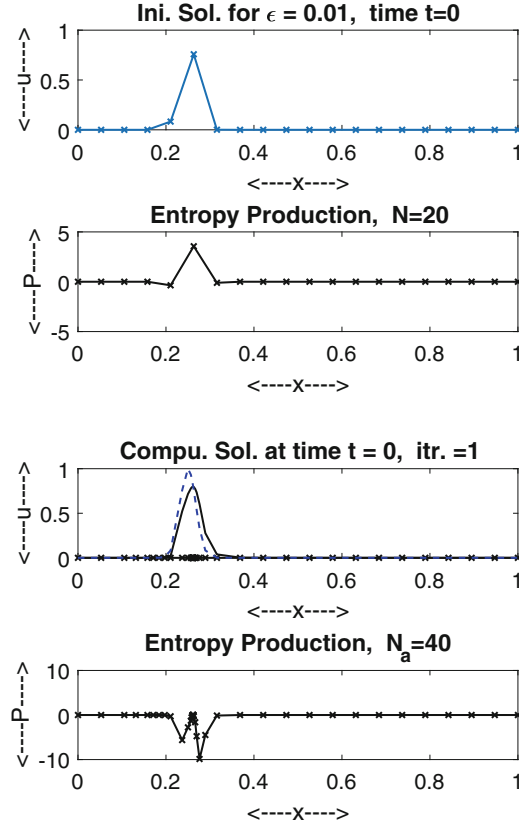 Ini. Sol. for ϵ = 0.01, time t=0
<----u---->
1
0.5
0
0 0.2 0.4 0.6 0.8 1
<----x---->
Entropy Production, N=20
<----P---->
5
0
-5
0 0.2 0.4 0.6 0.8 1
<----x---->
Compu. Sol. at time t = 0, itr. =1
<----u---->
1
0.5
0
0 0.2 0.4 0.6 0.8 1
<----x---->
Entropy Production, N_a=40
<----P---->
10
0
-10
0 0.2 0.4 0.6 0.8 1
<----x---->